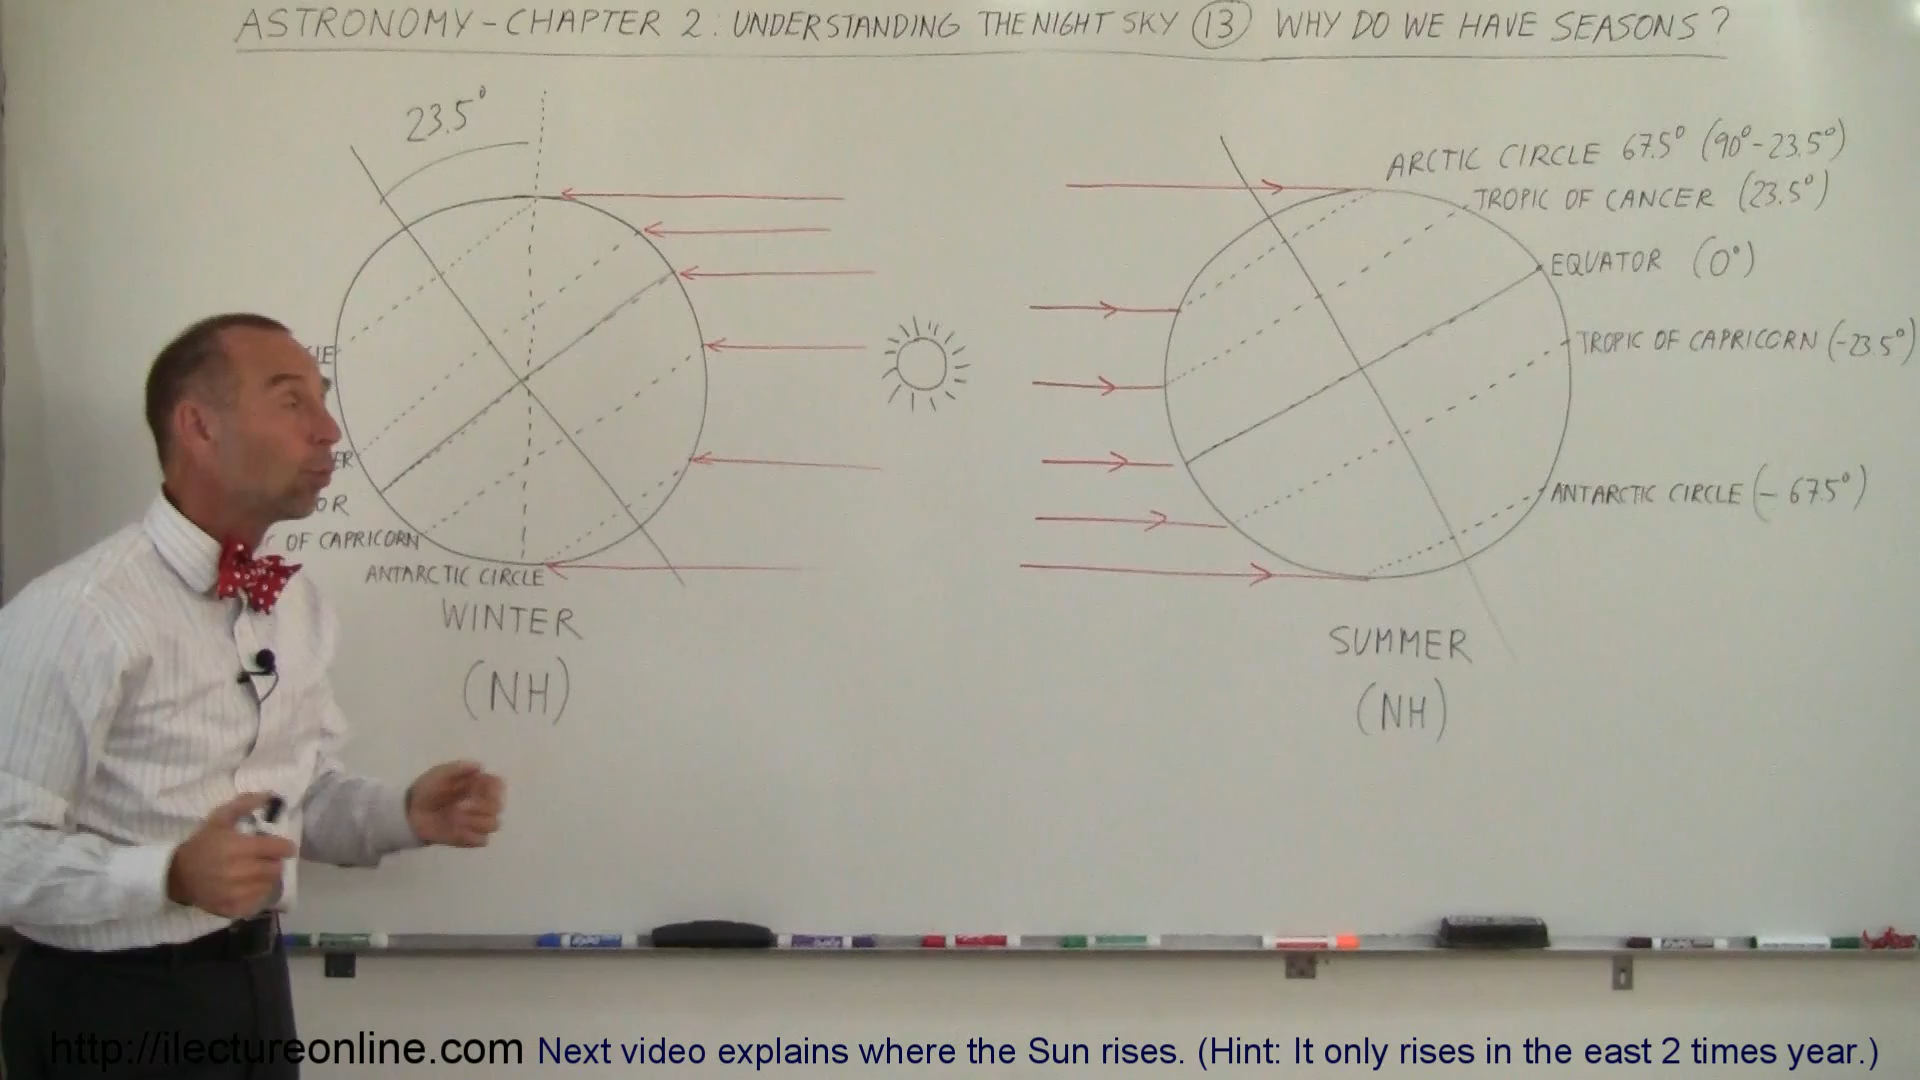 ASTRONOMY - CHAPTER 2: UNDERSTANDING THE NIGHT SKY 13 WHY DO WE HAVE SEASONS?
23.5°
ARCTIC CIRCLE 67.5° (90°-23.5°)
TROPIC OF CANCER (23.5°)
EQUATOR (0°)
TROPIC OF CAPRICORN (-23.5°)
ANTARCTIC CIRCLE (-67.5°)
OF CAPRICORN
ANTARCTIC CIRCLE
WINTER
(NH)
SUMMER
(NH)
http://ilectureonline.com Next video explains where the Sun rises. (Hint: It only rises in the east 2 times year.)